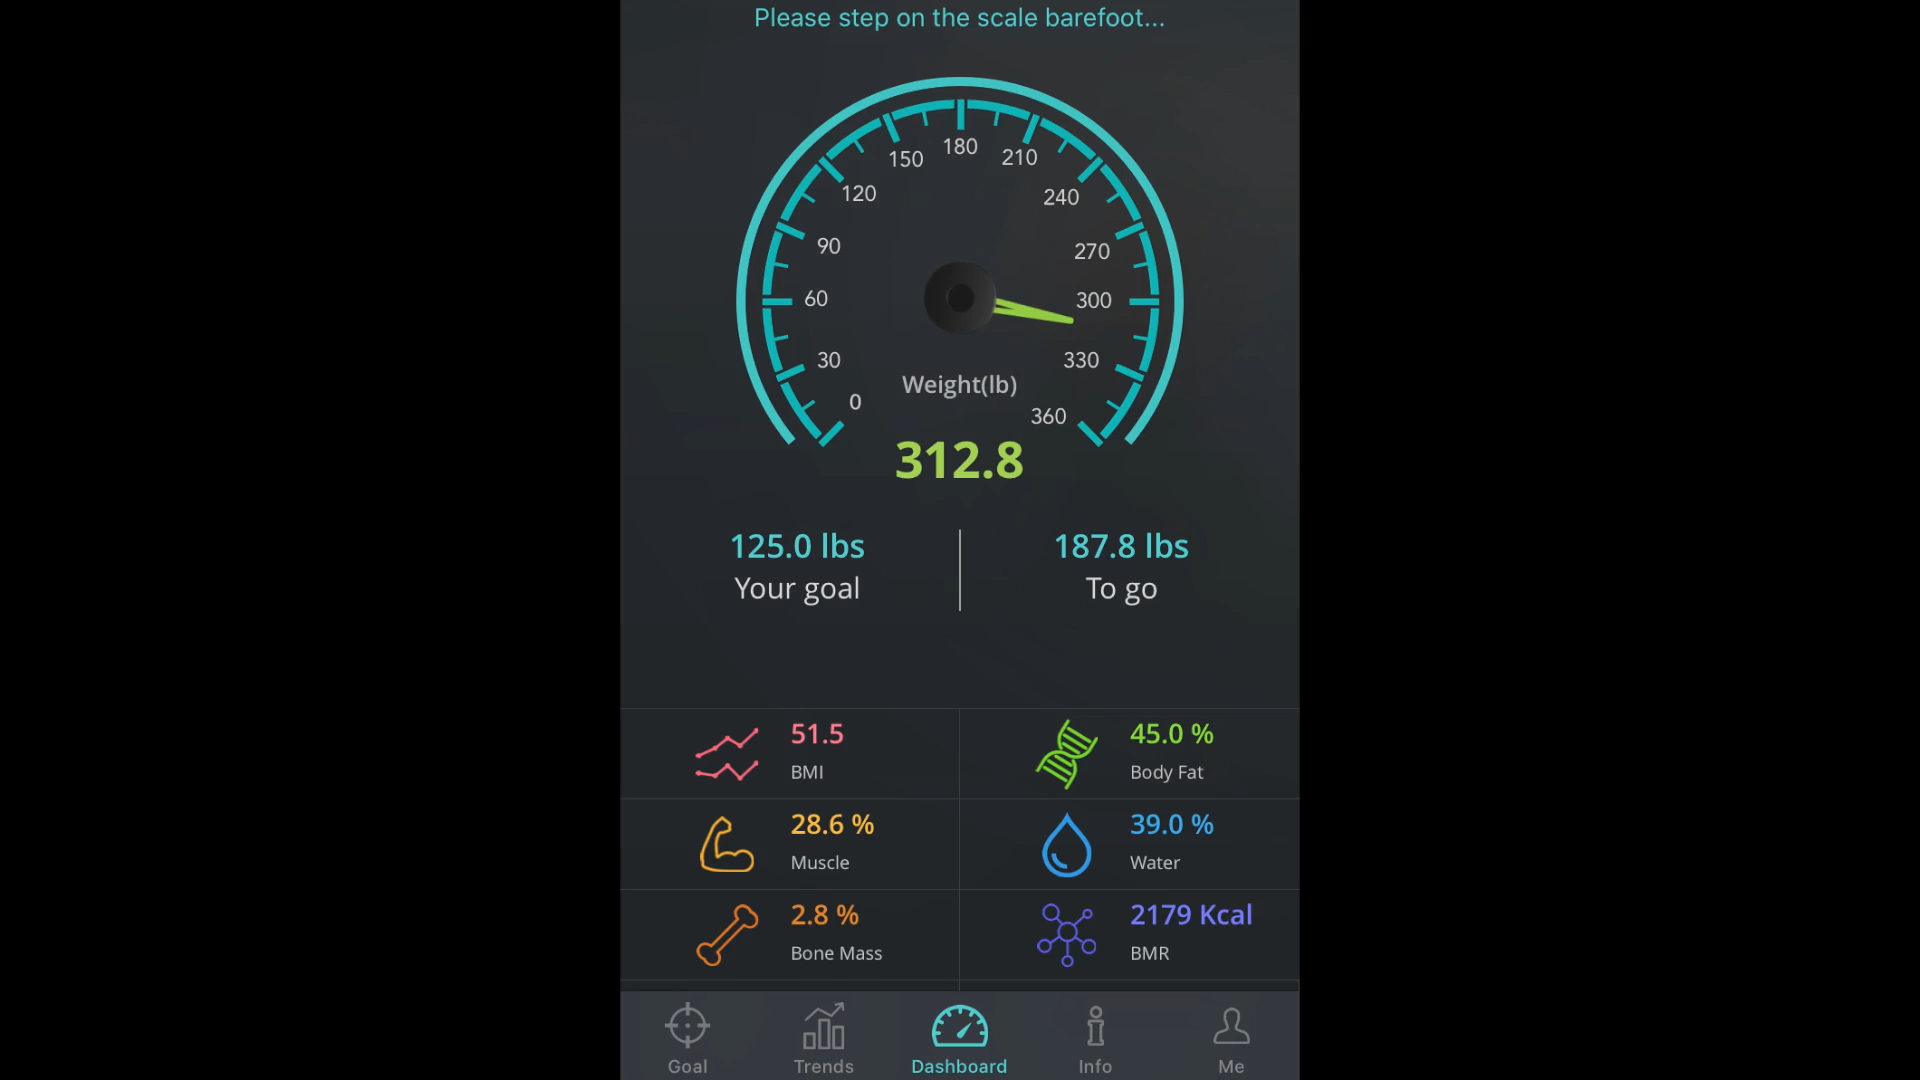 Please step on the scale barefoot...
180
150
210
120
240
90
270
60
300
30
330
0
360
Weight(lb)
312.8
125.0 lbs
Your goal
187.8 lbs
To go
51.5
BMI
45.0 %
Body Fat
28.6 %
Muscle
39.0 %
Water
2.8 %
Bone Mass
2179 Kcal
BMR
Goal
Trends
Dashboard
Info
Me